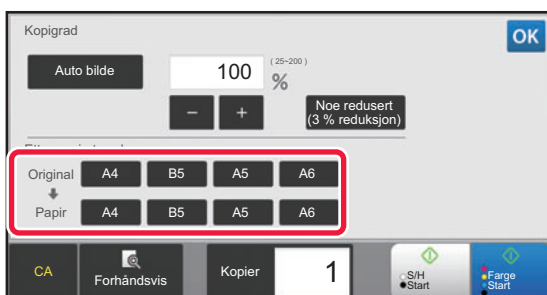 Kopigrad
OK
Auto bilde
100
(25~200)
%
−
+
Noe redusert
(3 % reduksjon)
Original
A4
B5
A5
A6
Papir
A4
B5
A5
A6
CA
Forhåndsvis
Kopier
1
S/H
Start
Farge
Start